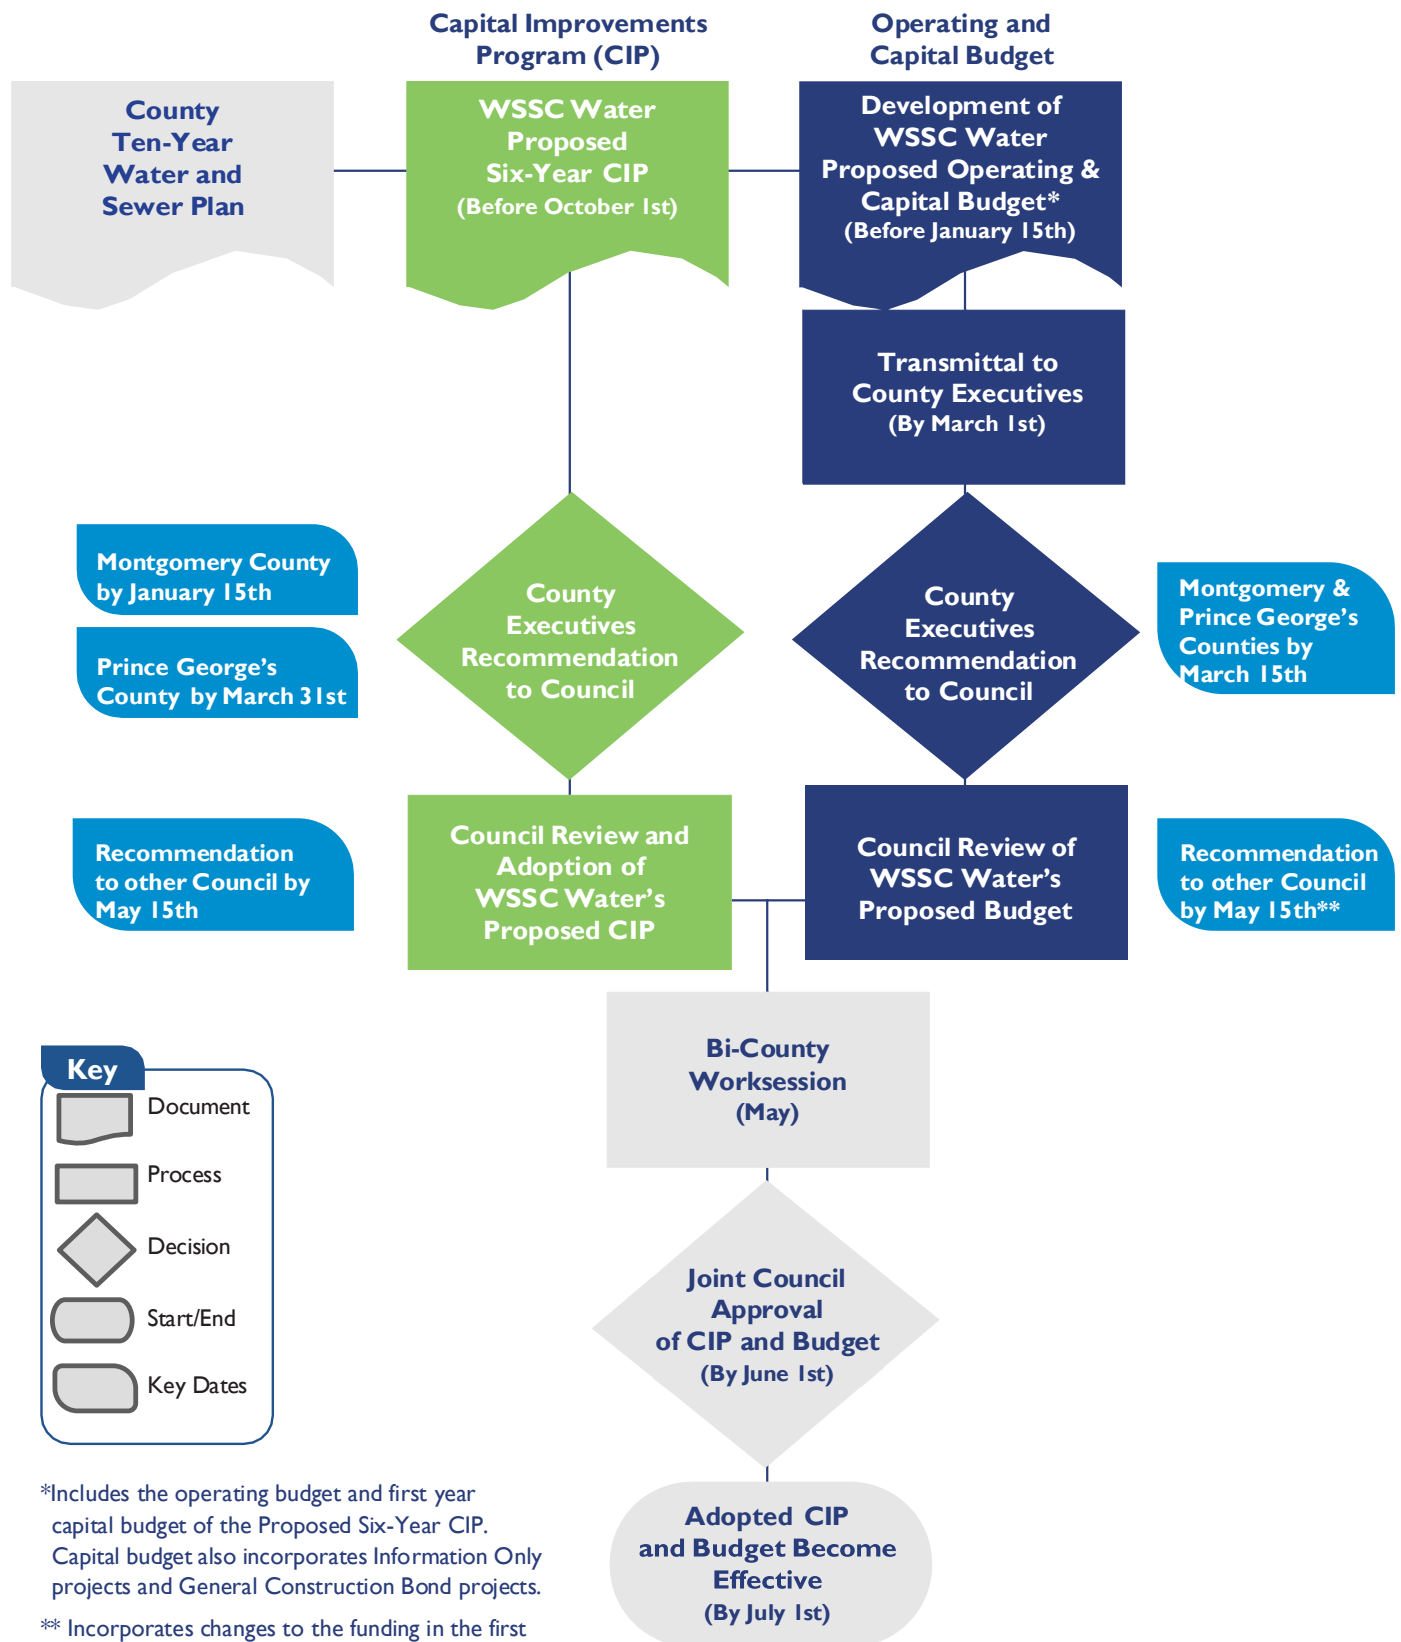 Capital Improvements
Program (CIP)
Operating and
Capital Budget
County
Ten-Year
Water and
Sewer Plan
WSSC Water
Proposed
Six-Year CIP
(Before October 1st)
Development of
WSSC Water
Proposed Operating &
Capital Budget*
(Before January 15th)
Transmittal to
County Executives
(By March 1st)
Montgomery County
by January 15th
Prince George's
County by March 31st
County
Executives
Recommendation
to Council
County
Executives
Recommendation
to Council
Montgomery &
Prince George's
Counties by
March 15th
Recommendation
to other Council by
May 15th
Council Review and
Adoption of
WSSC Water's
Proposed CIP
Council Review of
WSSC Water's
Proposed Budget
Recommendation
to other Council
by May 15th**
Bi-County
Worksession
(May)
Joint Council
Approval
of CIP and Budget
(By June 1st)
Adopted CIP
and Budget Become
Effective
(By July 1st)
Key
Document
Process
Decision
Start/End
Key Dates
*Includes the operating budget and first year
capital budget of the Proposed Six-Year CIP.
Capital budget also incorporates Information Only
projects and General Construction Bond projects.
** Incorporates changes to the funding in the first